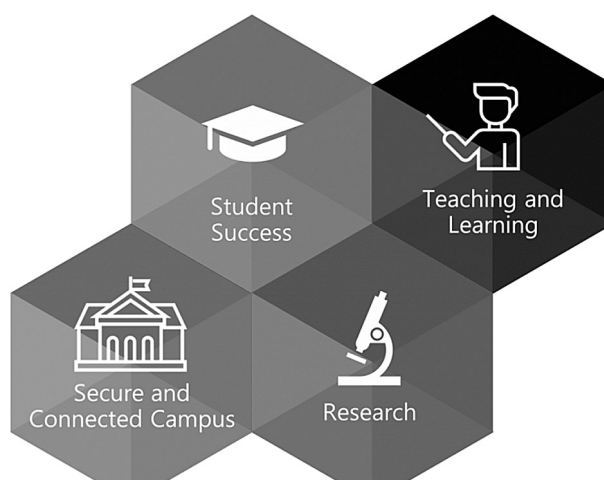 Student
Success
Teaching and
Learning
Secure and
Connected Campus
Research